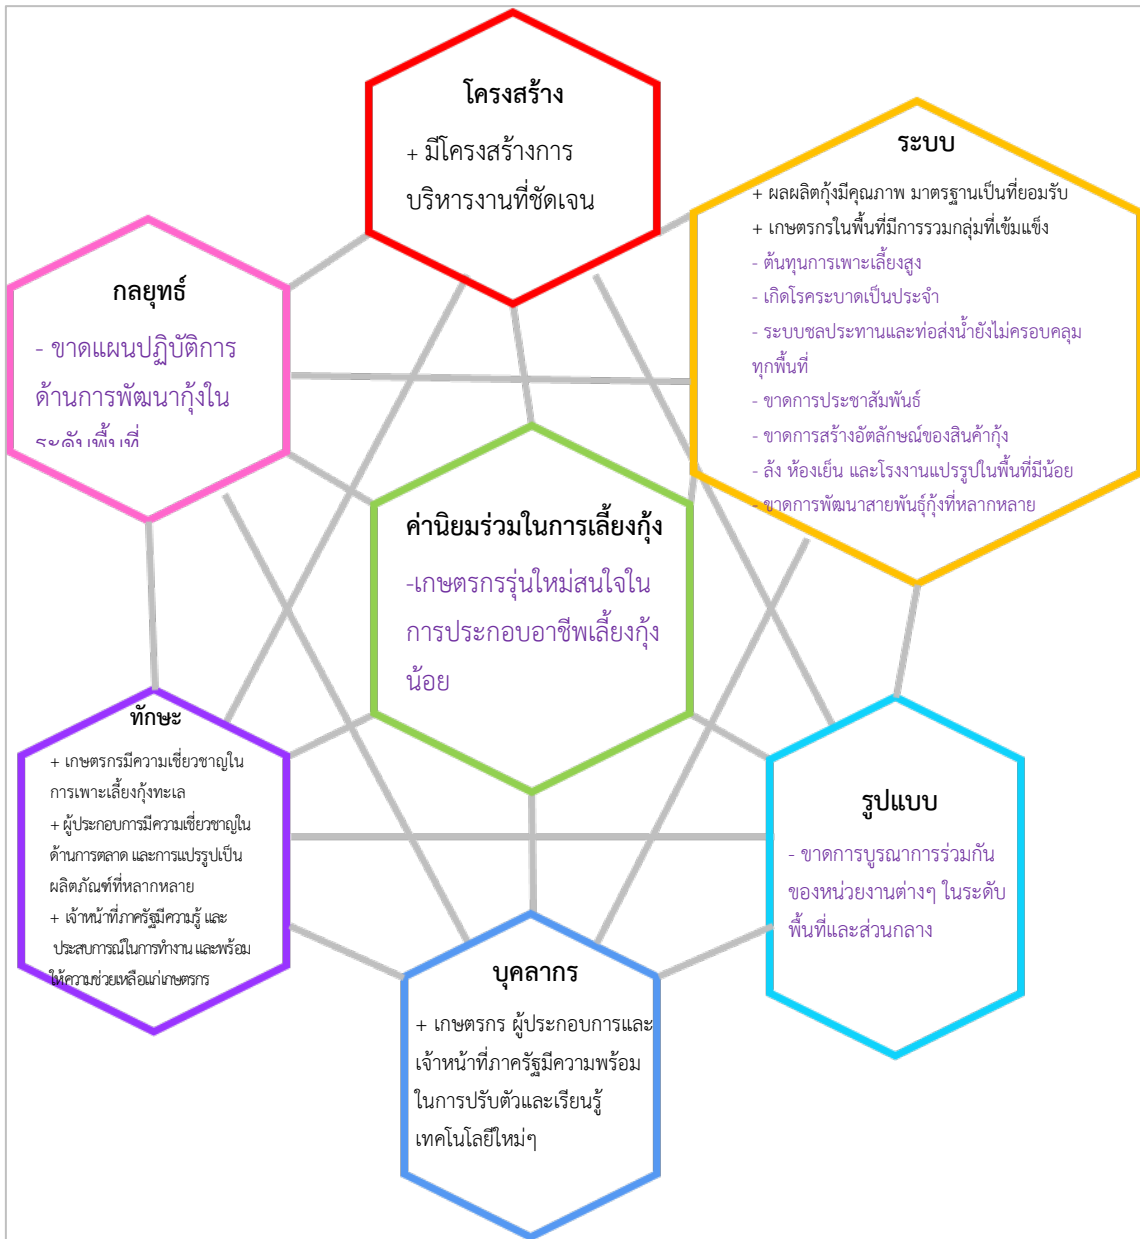 โครงสร้าง
+ มีโครงสร้างการ
บริหารงานที่ชัดเจน
ระบบ
+ ผลผลิตกุ้งมีคุณภาพ มาตรฐานเป็นที่ยอมรับ
+ เกษตรกรในพื้นที่มีการรวมกลุ่มที่เข้มแข็ง
- ต้นทุนการเพาะเลี้ยงสูง
- เกิดโรคระบาดเป็นประจำ
- ระบบชลประทานและท่อส่งน้ำยังไม่ครอบคลุม
ทุกพื้นที่
- ขาดการประชาสัมพันธ์
- ขาดการสร้างอัตลักษณ์ของสินค้ากุ้ง
- ล้ง ห้องเย็น และโรงงานแปรรูปในพื้นที่มีน้อย
- ขาดการพัฒนาสายพันธุ์กุ้งที่หลากหลาย
กลยุทธ์
- ขาดแผนปฏิบัติการ
ด้านการพัฒนากุ้งใน
ระดับพื้นที่
ค่านิยมร่วมในการเลี้ยงกุ้ง
-เกษตรกรรุ่นใหม่สนใจใน
การประกอบอาชีพเลี้ยงกุ้ง
น้อย
ทักษะ
+ เกษตรกรมีความเชี่ยวชาญใน
การเพาะเลี้ยงกุ้งทะเล
+ ผู้ประกอบการมีความเชี่ยวชาญใน
ด้านการตลาด และการแปรรูปเป็น
ผลิตภัณฑ์ที่หลากหลาย
+ เจ้าหน้าที่ภาครัฐมีความรู้ และ
ประสบการณ์ในการทำงาน และพร้อม
ให้ความช่วยเหลือแก่เกษตรกร
รูปแบบ
- ขาดการบูรณาการร่วมกัน
ของหน่วยงานต่างๆ ในระดับ
พื้นที่และส่วนกลาง
บุคลากร
+ เกษตรกร ผู้ประกอบการและ
เจ้าหน้าที่ภาครัฐมีความพร้อม
ในการปรับตัวและเรียนรู้
เทคโนโลยีใหม่ๆ